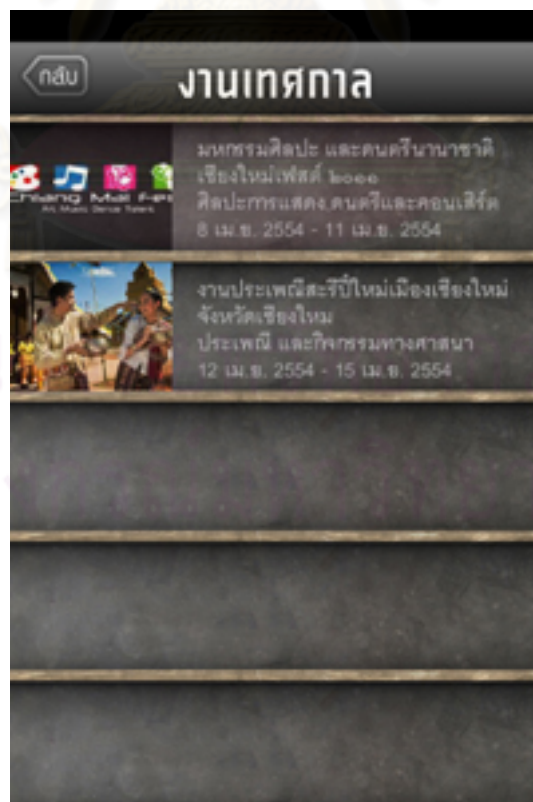 กลับ
งานเทศกาล
มหกรรมศิลปะ และดนตรีนานาชาติ
เชียงใหม่เฟสต์ ๒๐๑๑
ศิลปะการแสดง,ดนตรีและคอนเสิร์ต
8 เม.ย. 2554 - 11 เม.ย. 2554
Chiang Mai Fe
Art Music Dance Talent
งานประเพณีสะรีปี๋ใหม่เมืองเชียงใหม่
จังหวัดเชียงใหม
ประเพณี และกิจกรรมทางศาสนา
12 เม.ย. 2554 - 15 เม.ย. 2554